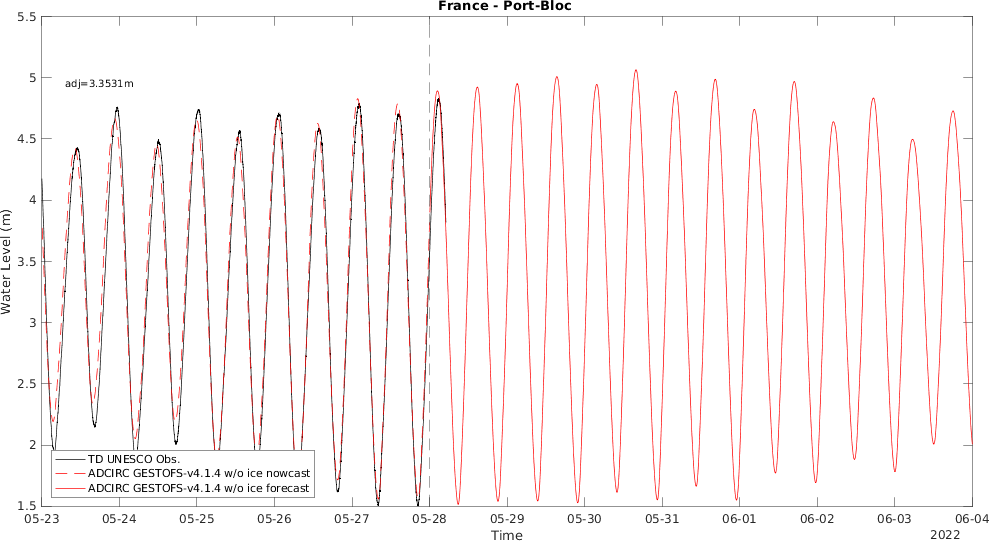 France - Port-Bloc
5.5
5
4.5
4
3.5
3
2.5
2
1.5
Water Level (m)
adj=3.3531m
TD UNESCO Obs.
ADCIRC GESTOFS-v4.1.4 w/o ice nowcast
ADCIRC GESTOFS-v4.1.4 w/o ice forecast
05-23 05-24 05-25 05-26 05-27 05-28 05-29 05-30 05-31 06-01 06-02 06-03 06-04
Time
2022